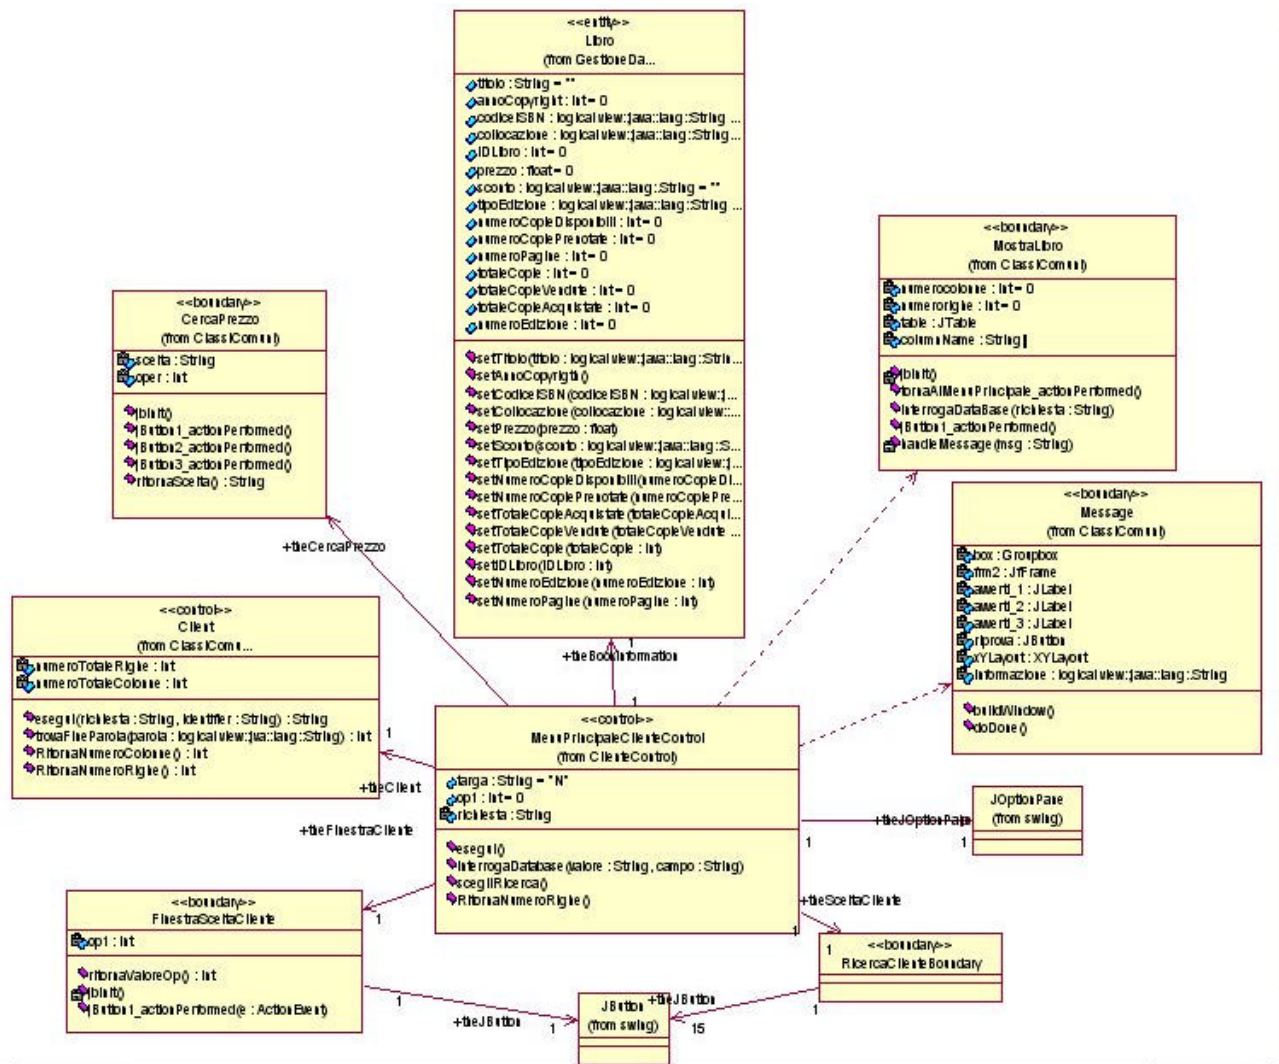 <<entity>>
Libro
(from GestioneDa...
titolo : String = ""
annoCopyright : int = 0
codiceISBN : logical view::java::lang::String ...
collocazione : logical view::java::lang::String...
IDLibro : int = 0
prezzo : float = 0
sconto : logical view::java::lang::String = ""
tipoEdizione : logical view::java::lang::String ...
numeroCopieDisponibili : int = 0
numeroCopiePrenotate : int = 0
numeroPagine : int = 0
totaleCopie : int = 0
totaleCopieVendute : int = 0
totaleCopieAcquistate : int = 0
numeroEdizione : int = 0
setTitolo(titolo : logical view::java::lang::Strin...
setAnnoCopyrigth()
setCodiceISBN(codiceISBN : logical view::j...
setCollocazione(collocazione : logical view::...
setPrezzo(prezzo : float)
setSconto(sconto : logical view::java::lang::S...
setTipoEdizione(tipoEdizione : logical view::j...
setNumeroCopieDisponibili(numeroCopieDi...
setNumeroCopiePrenotate(numeroCopiePre...
setTotaleCopieAcquistate(totaleCopieAcqui...
setTotaleCopieVendute(totaleCopieVendute ...
setTotaleCopie(totaleCopie : int)
setIDLibro(IDLibro : int)
setNumeroEdizione(numeroEdizione : int)
setNumeroPagine(numeroPagine : int)
<<boundary>>
MostraLibro
(from ClassiComuni)
numerocolonne : int = 0
numerorighe : int = 0
table : JTable
columnName : String[]
jbInit()
tornaAlMenuPrincipale_actionPerformed()
interrogaDataBase(richiesta : String)
jButton1_actionPerformed()
handleMessage(msg : String)
<<boundary>>
CercaPrezzo
(from ClassiComuni)
scelta : String
oper : int
jbInit()
jButton1_actionPerformed()
jButton2_actionPerformed()
jButton3_actionPerformed()
ritornaScelta() : String
+theCercaPrezzo
<<boundary>>
Message
(from ClassiComuni)
box : Groupbox
frm2 : JfFrame
avverti_1 : JLabel
avverti_2 : JLabel
avverti_3 : JLabel
riprova : JButton
xYLayout : XYLayout
informazione : logical view::java::lang::String
buildWindow()
doDone()
<<control>>
Client
(from ClassiComu...
numeroTotaleRighe : int
numeroTotaleColonne : int
esegui(richiesta : String, identifier : String) : String
trovaFineParola(parola : logical view::jva::lang::String) : int
RitornaNumeroColonne() : int
RitornaNumeroRighe() : int
1
+theBookInformation
1
1
+theClient
<<control>>
MenuPrincipaleClienteControl
(from ClienteControl)
targa : String = "N"
op1 : int = 0
richiesta : String
esegui()
interrogaDatabase(valore : String, campo : String)
scegliRicerca()
RitornaNumeroRighe()
JOptionPane
(from swing)
+theJOptionPane
1
1
+theFinestraCliente
1
<<boundary>>
FinestraSceltaCliente
op1 : int
ritornaValoreOp() : int
jbInit()
jButton1_actionPerformed(e : ActionEvent)
+theSceltaCliente
1
1
<<boundary>>
RicercaClienteBoundary
1
+theJButton
1
JButton
(from swing)
+theJButton
15
1